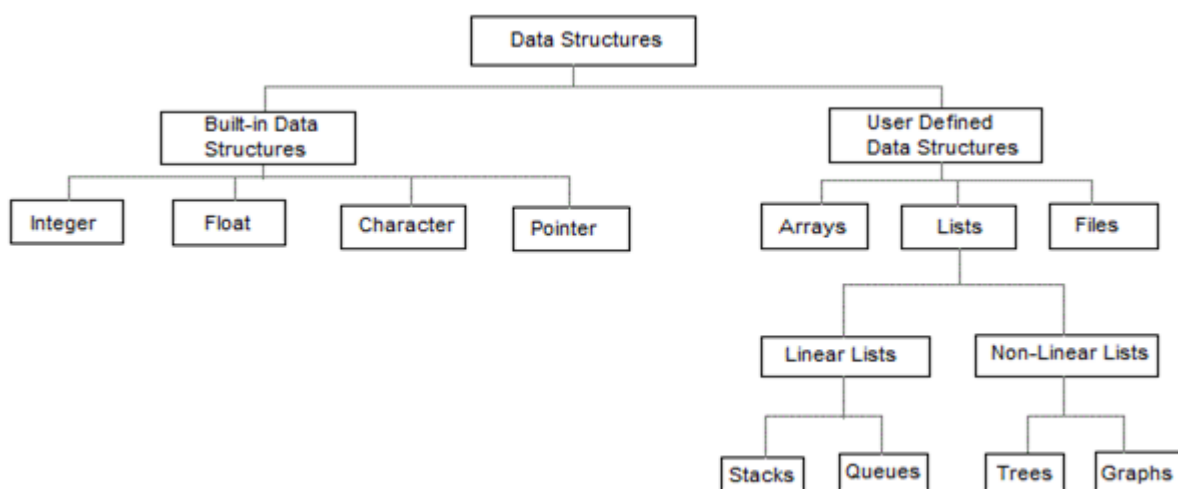 Data Structures
Built-in Data
Structures
User Defined
Data Structures
Integer
Float
Character
Pointer
Arrays
Lists
Files
Linear Lists
Non-Linear Lists
Stacks
Queues
Trees
Graphs